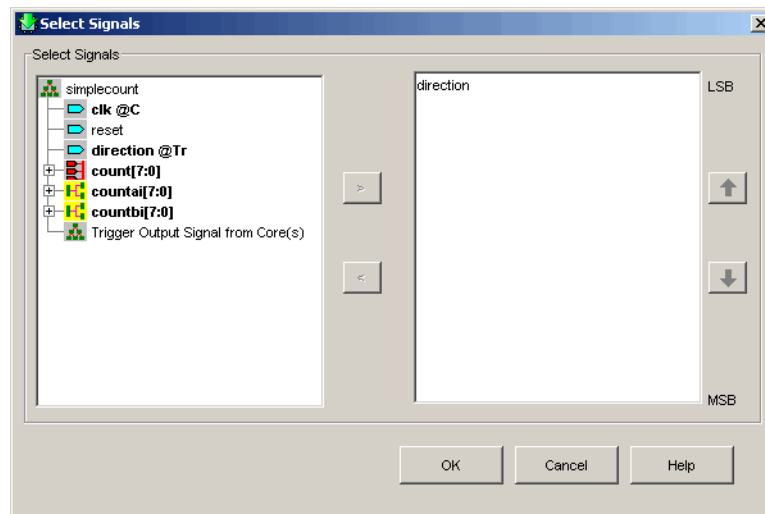 Select Signals
Select Signals
simplecount
clk @C
reset
direction @Tr
count[7:0]
countai[7:0]
countbi[7:0]
Trigger Output Signal from Core(s)
>
<
direction
LSB
MSB
OK
Cancel
Help